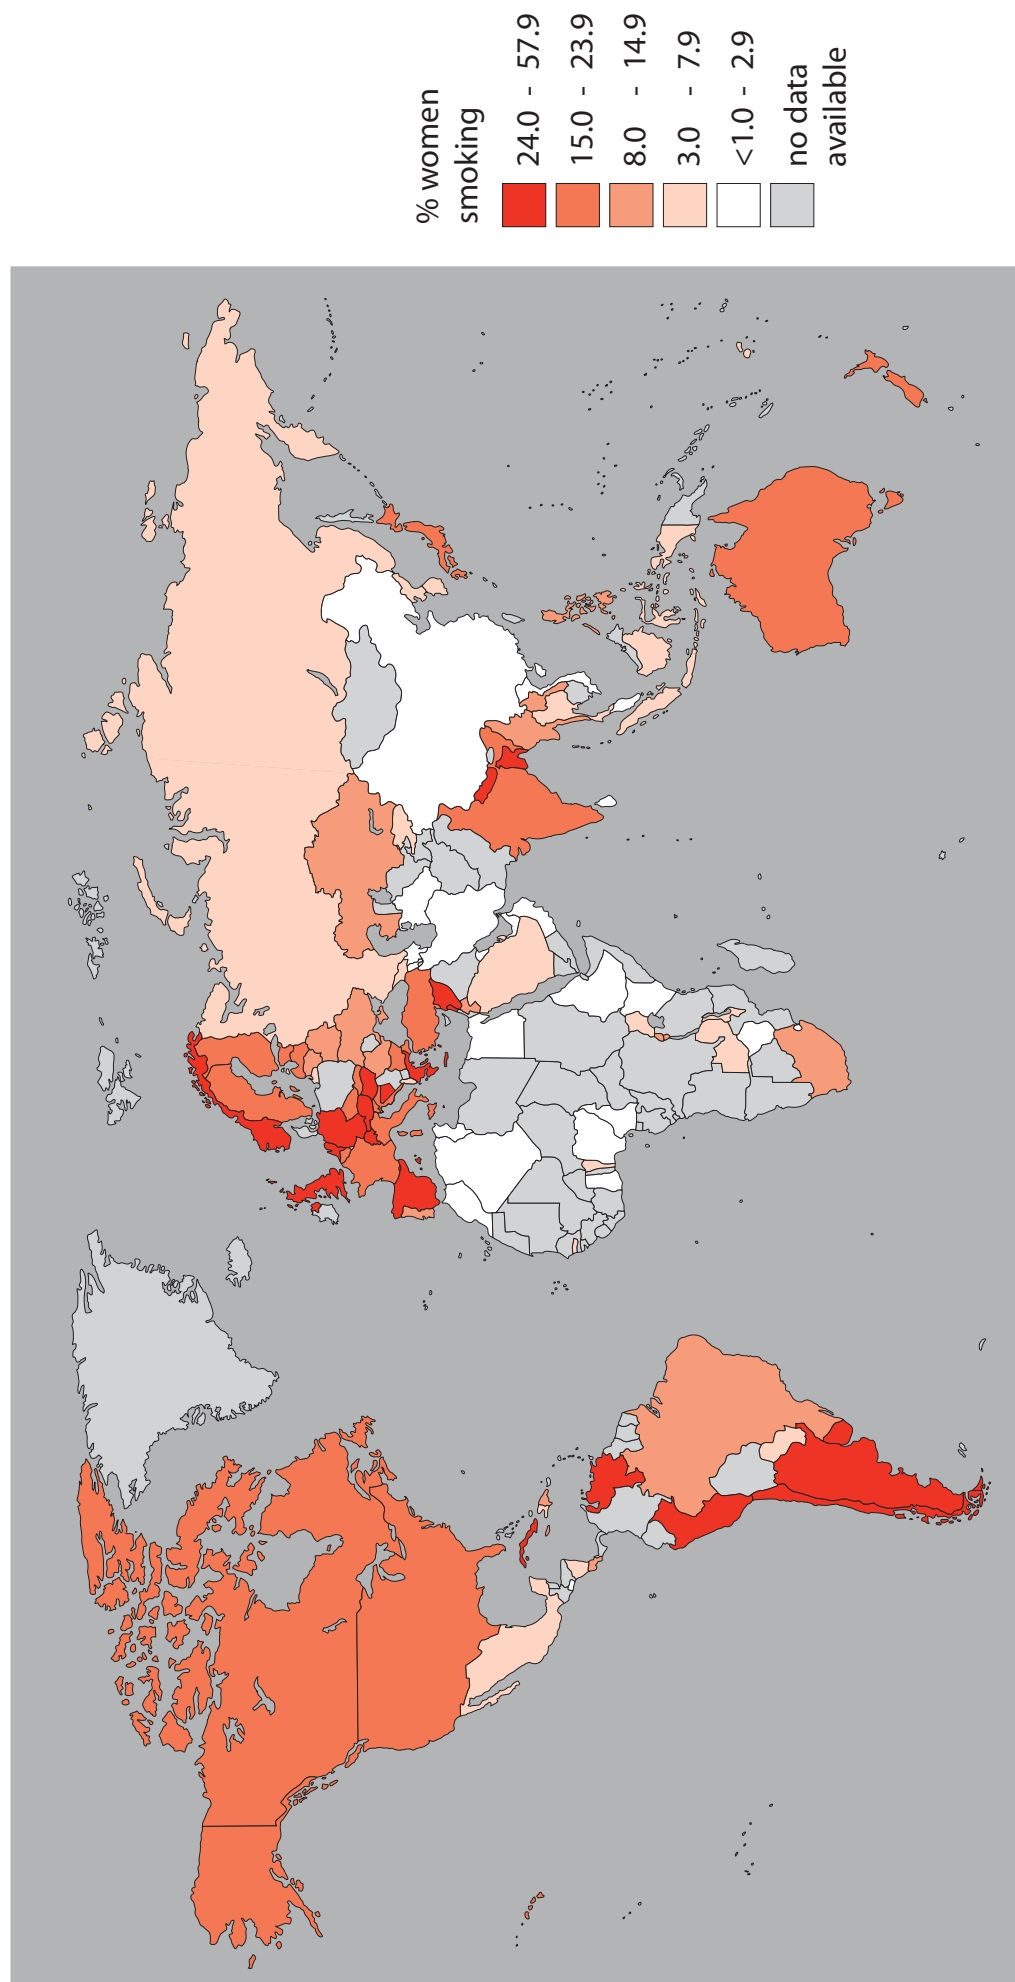 % women
smoking
24.0 - 57.9
15.0 - 23.9
8.0 - 14.9
3.0 - 7.9
<1.0 - 2.9
no data
available